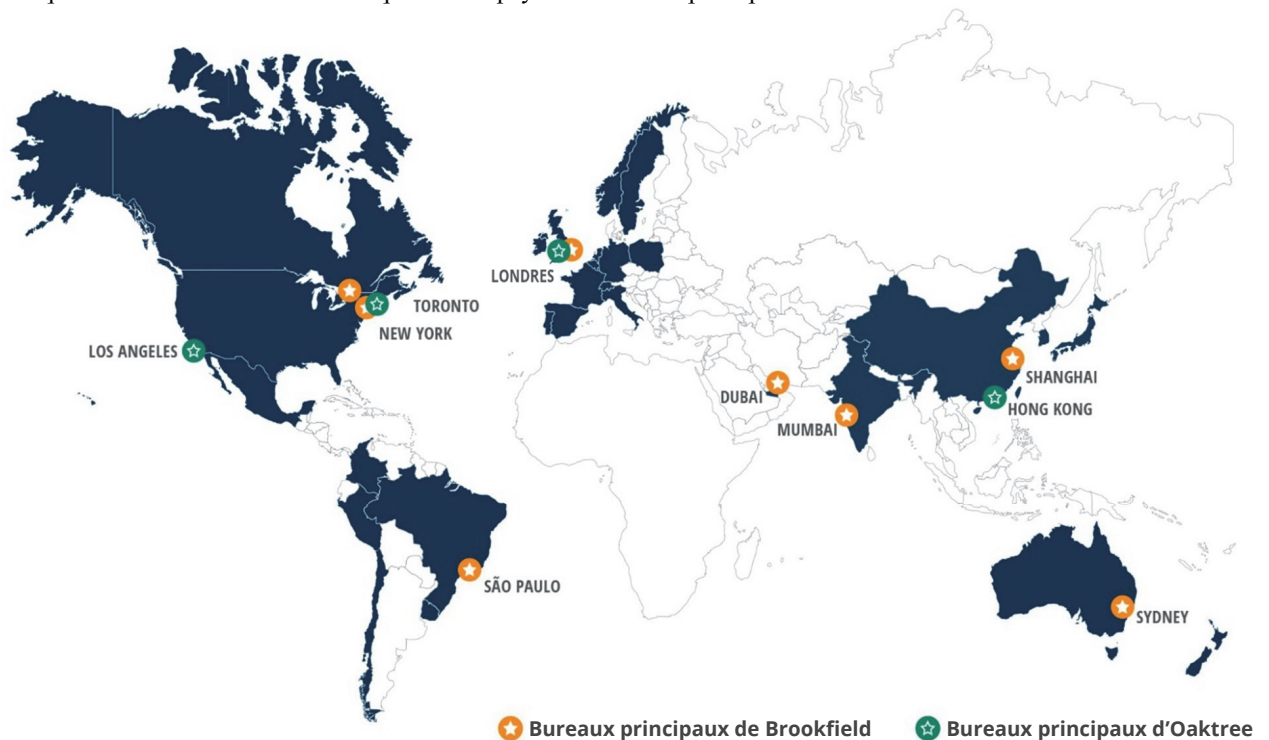 LONDRES
TORONTO
NEW YORK
LOS ANGELES
SHANGHAI
DUBAI
HONG KONG
MUMBAI
SÃO PAULO
SYDNEY
Bureaux principaux de Brookfield
Bureaux principaux d’Oaktree